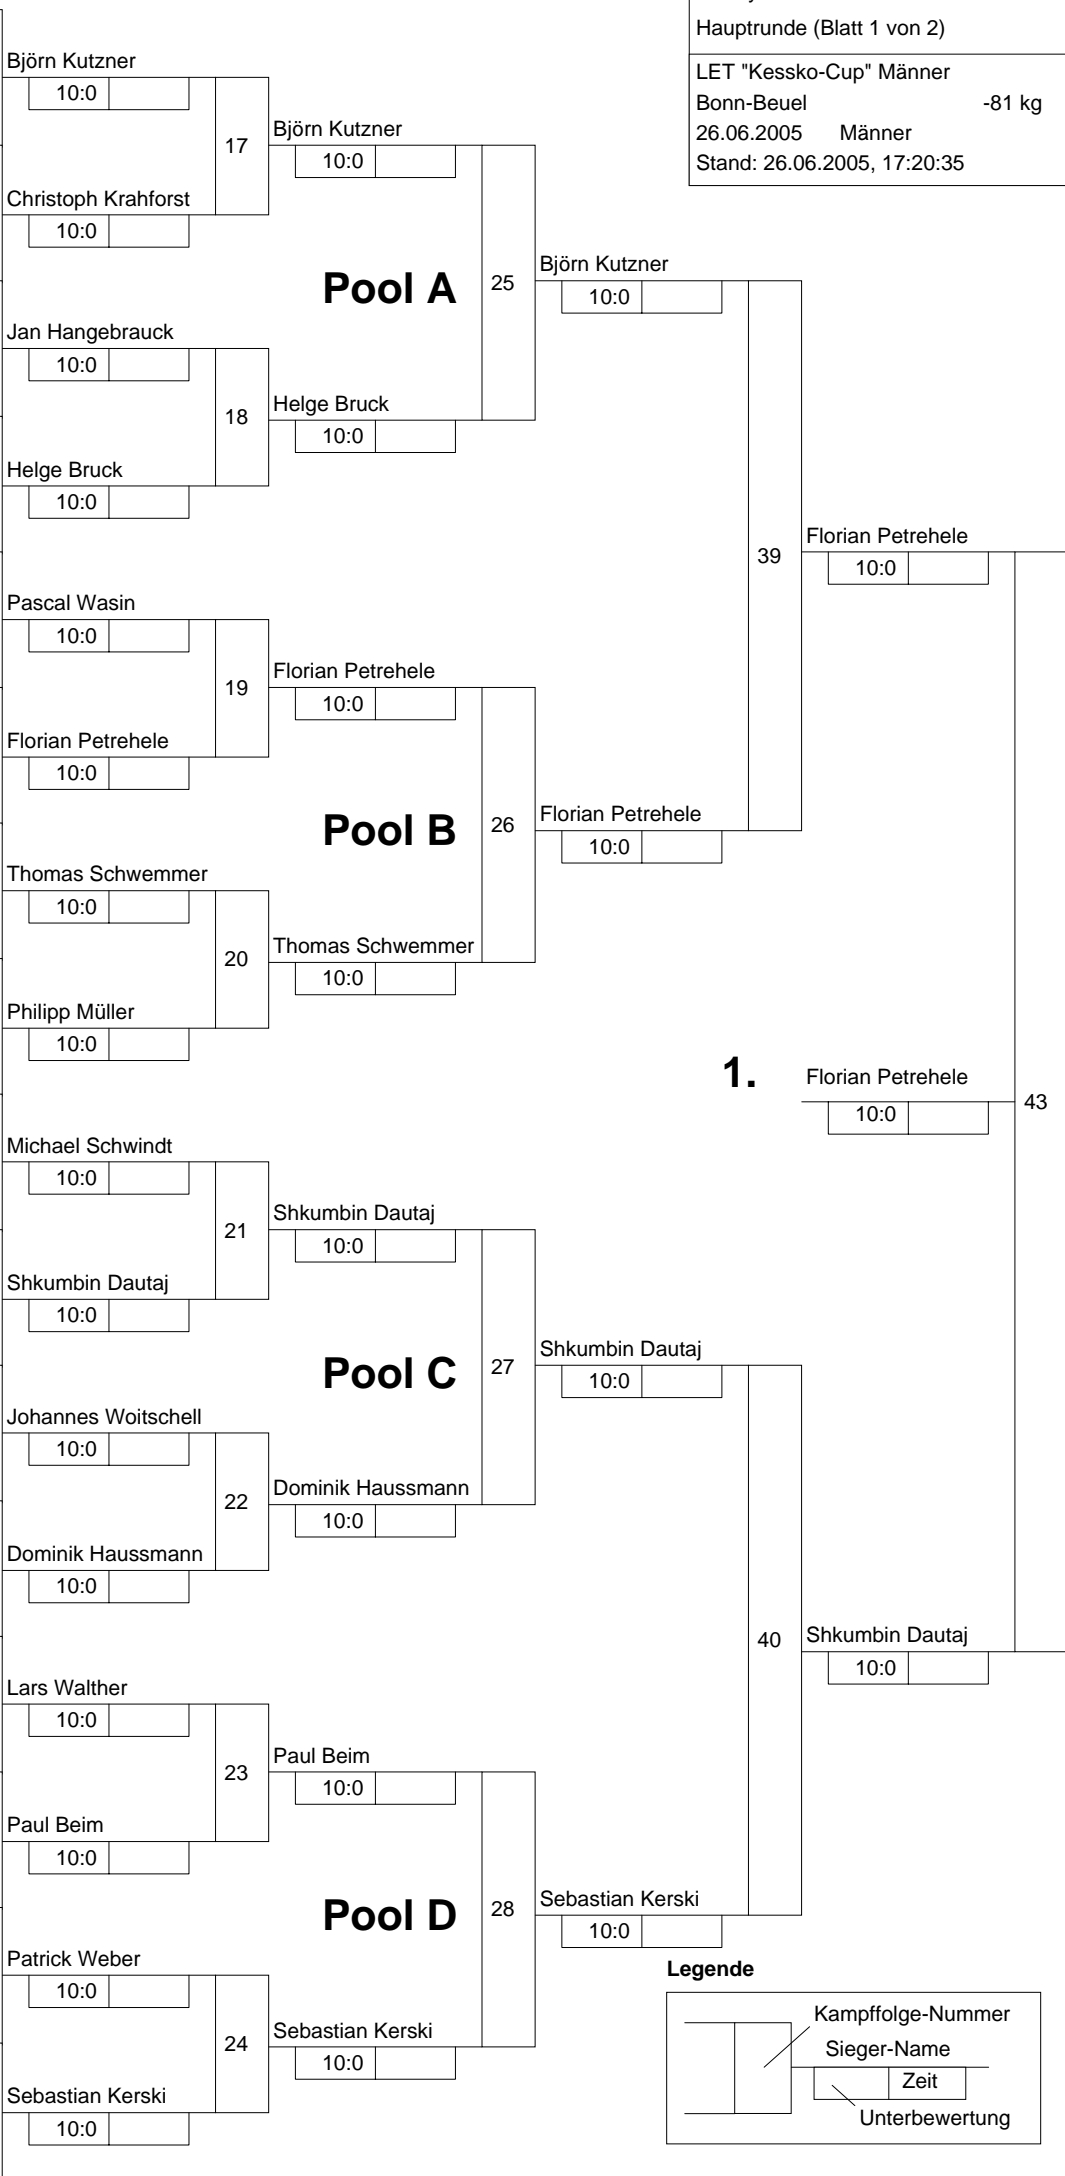 Hauptrunde (Blatt 1 von 2)
LET "Kessko-Cup" Männer
Bonn-Beuel -81 kg
26.06.2005 Männer
Stand: 26.06.2005, 17:20:35
Björn Kutzner
10:0
17
Christoph Krahforst
10:0
Björn Kutzner
10:0
Pool A
25
Jan Hangebrauck
10:0
18
Helge Bruck
10:0
Helge Bruck
10:0
Björn Kutzner
10:0
39
Pascal Wasin
10:0
19
Florian Petrehele
10:0
Florian Petrehele
10:0
Pool B
26
Thomas Schwemmer
10:0
20
Philipp Müller
10:0
Thomas Schwemmer
10:0
Florian Petrehele
10:0
Florian Petrehele
10:0
1.
Florian Petrehele
10:0
43
Michael Schwindt
10:0
21
Shkumbin Dautaj
10:0
Shkumbin Dautaj
10:0
Pool C
27
Johannes Woitschell
10:0
22
Dominik Haussmann
10:0
Dominik Haussmann
10:0
Shkumbin Dautaj
10:0
40
Shkumbin Dautaj
10:0
Lars Walther
10:0
23
Paul Beim
10:0
Paul Beim
10:0
Pool D
28
Patrick Weber
10:0
24
Sebastian Kerski
10:0
Sebastian Kerski
10:0
Sebastian Kerski
10:0
Legende
Kampffolge-Nummer
Sieger-Name
Zeit
Unterbewertung